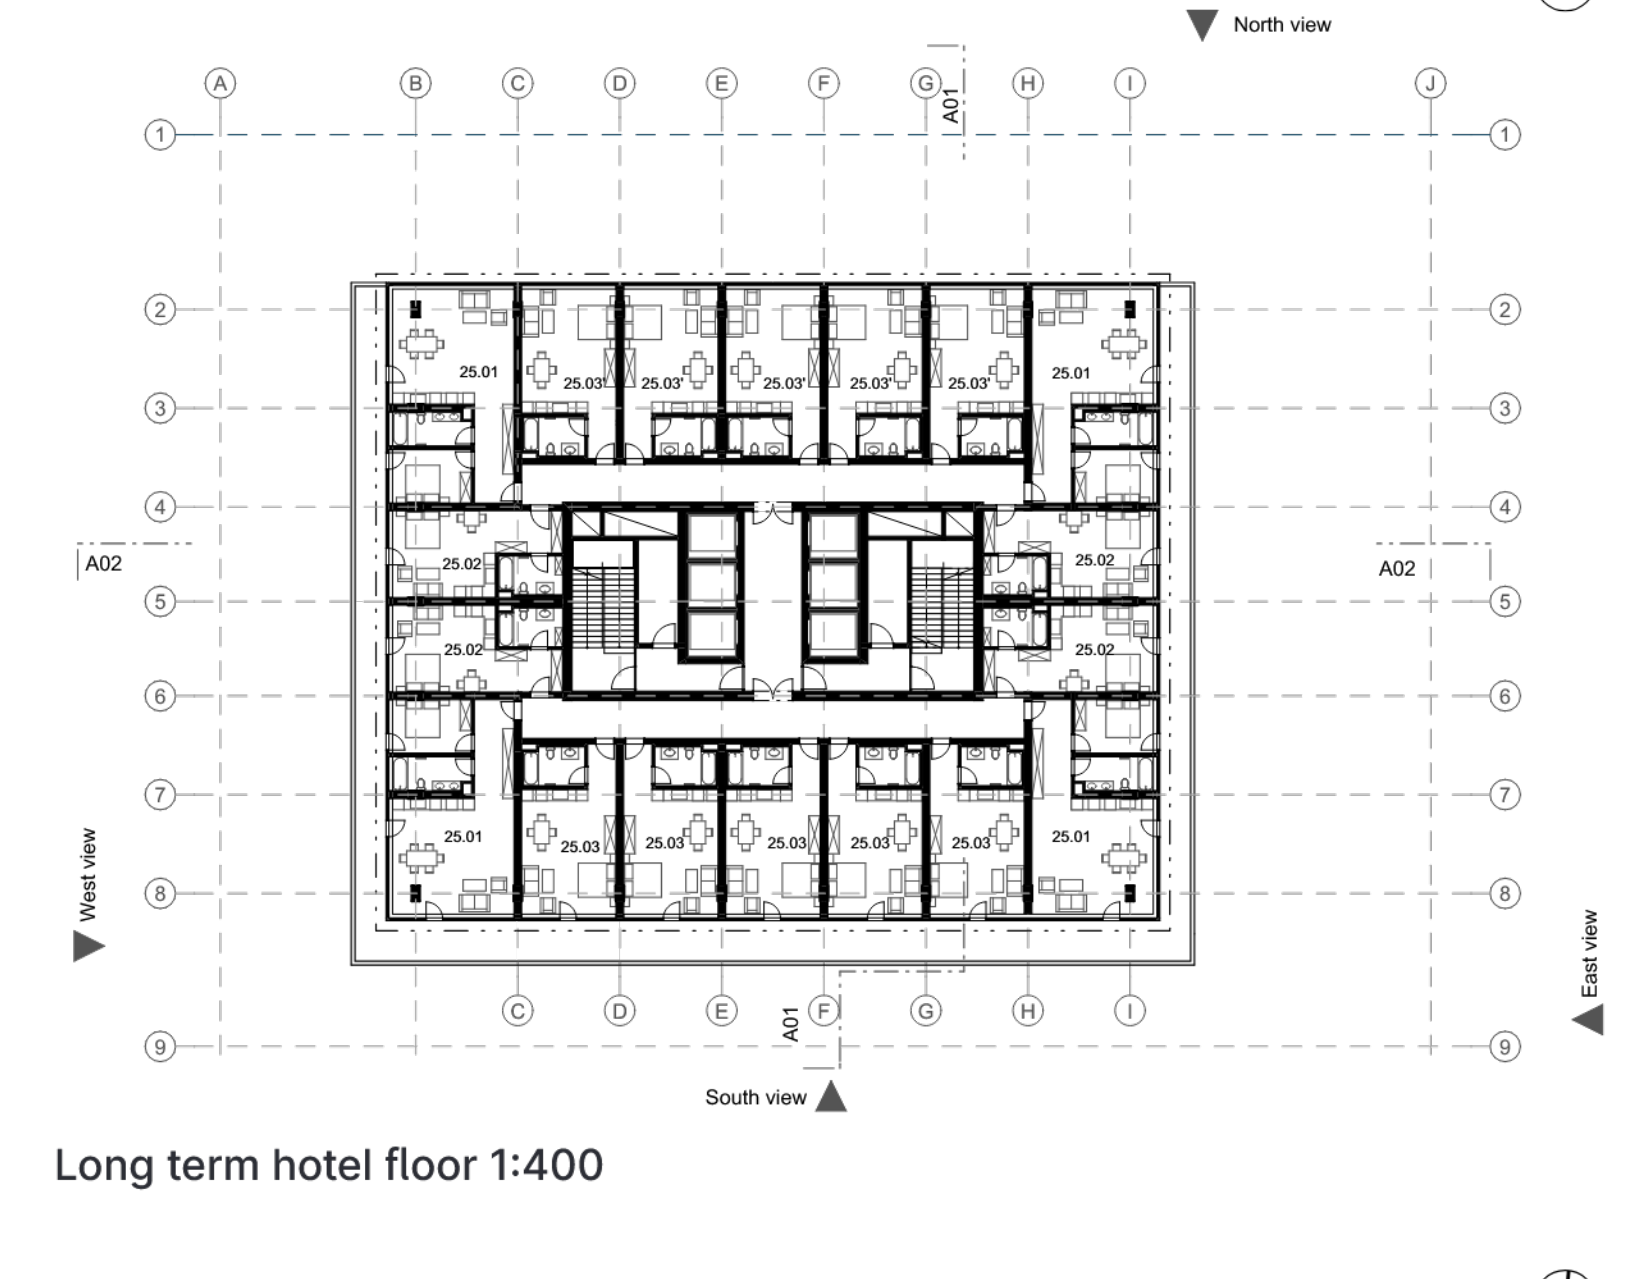 North view
A B C D E F G H I J
A01
1 1
2 2
25.01 25.03' 25.03' 25.03' 25.03' 25.03' 25.01
3 3
4 4
A02 25.02 25.02 A02
5 5
25.02 25.02
6 6
7 7
25.01 25.03 25.03 25.03 25.03 25.03 25.01
West view
8 8
East view
C D E F G H I
A01
9 9
South view
Long term hotel floor 1:400